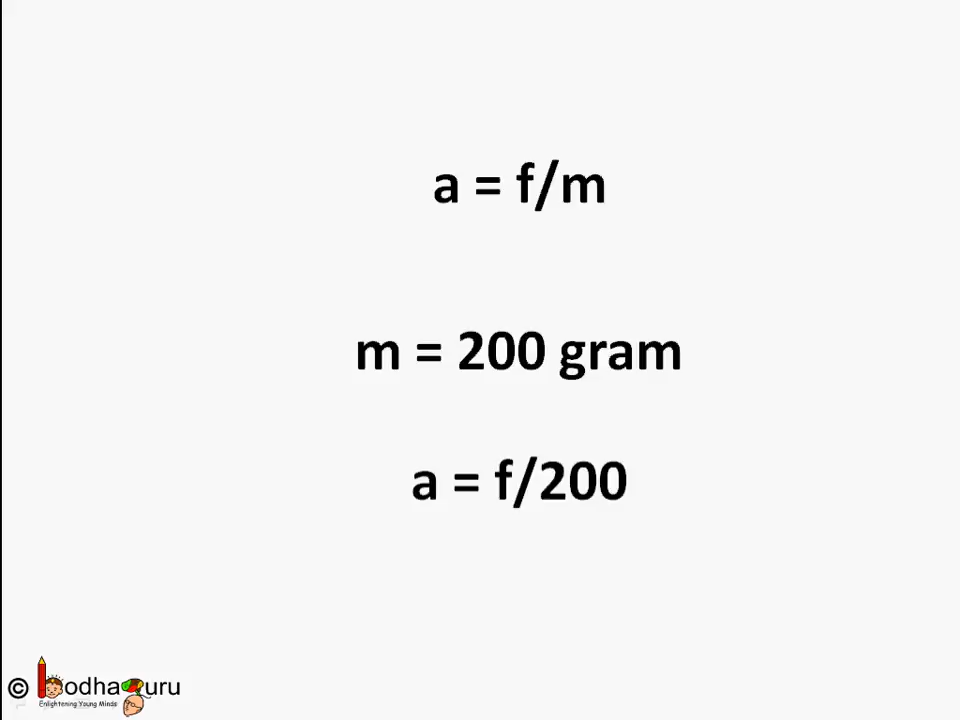 a = f/m
m = 200 gram
a = f/200
© bodhaguru
Enlightening Young Minds